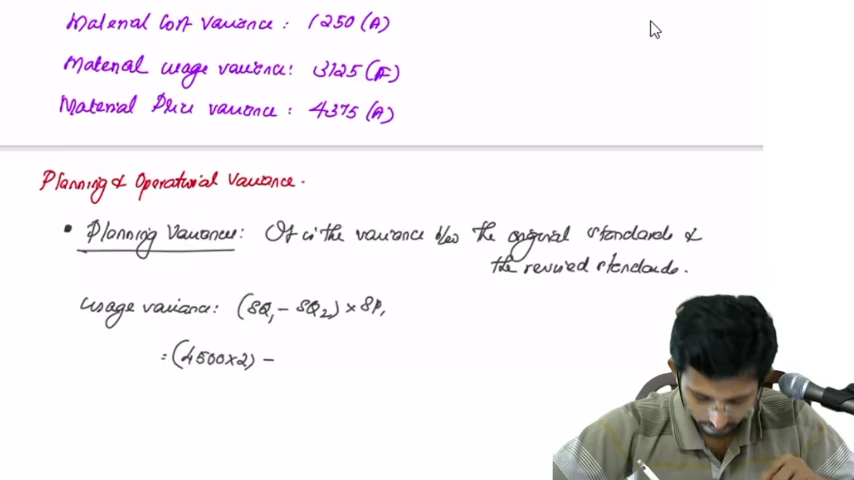 Material Cost variance : 1250 (A)
Material usage variance: 3125 (F)
Material Price variance : 4375 (A)
Planning & Operational Variance.
• Planning Variances: It is the variance b/w the original standards &
the revised standards.
usage variance: (SQ₁ – SQ₂) × SP₁
= (4500×2) –